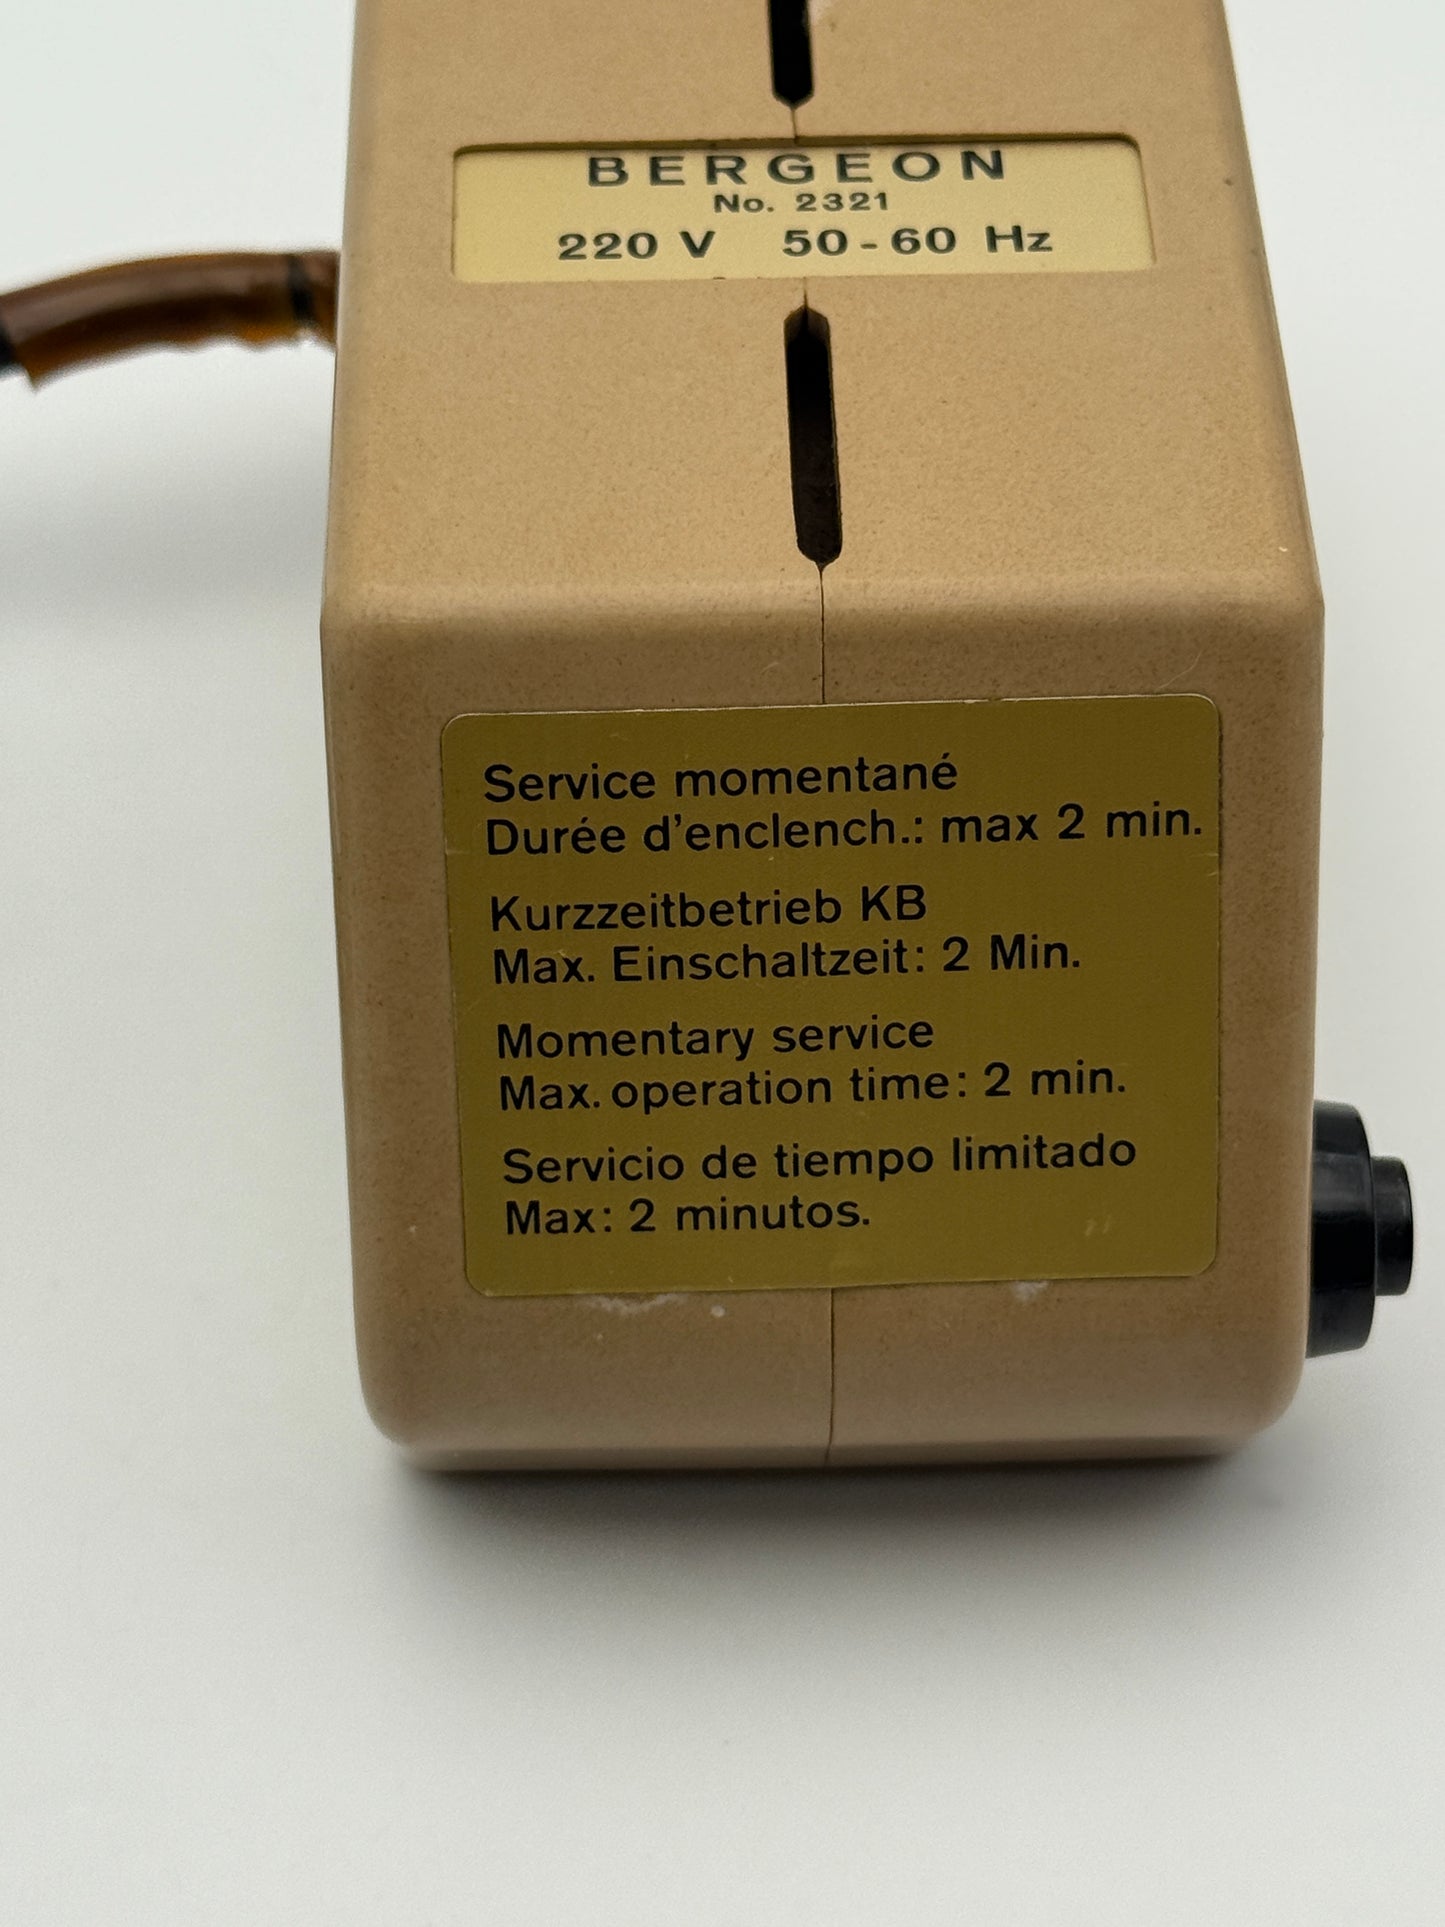 BERGEON
No. 2321
220 V 50-60 Hz
Service momentané
Durée d'enclench.: max 2 min.
Kurzzeitbetrieb KB
Max. Einschaltzeit: 2 Min.
Momentary service
Max. operation time: 2 min.
Servicio de tiempo limitado
Max: 2 minutos.